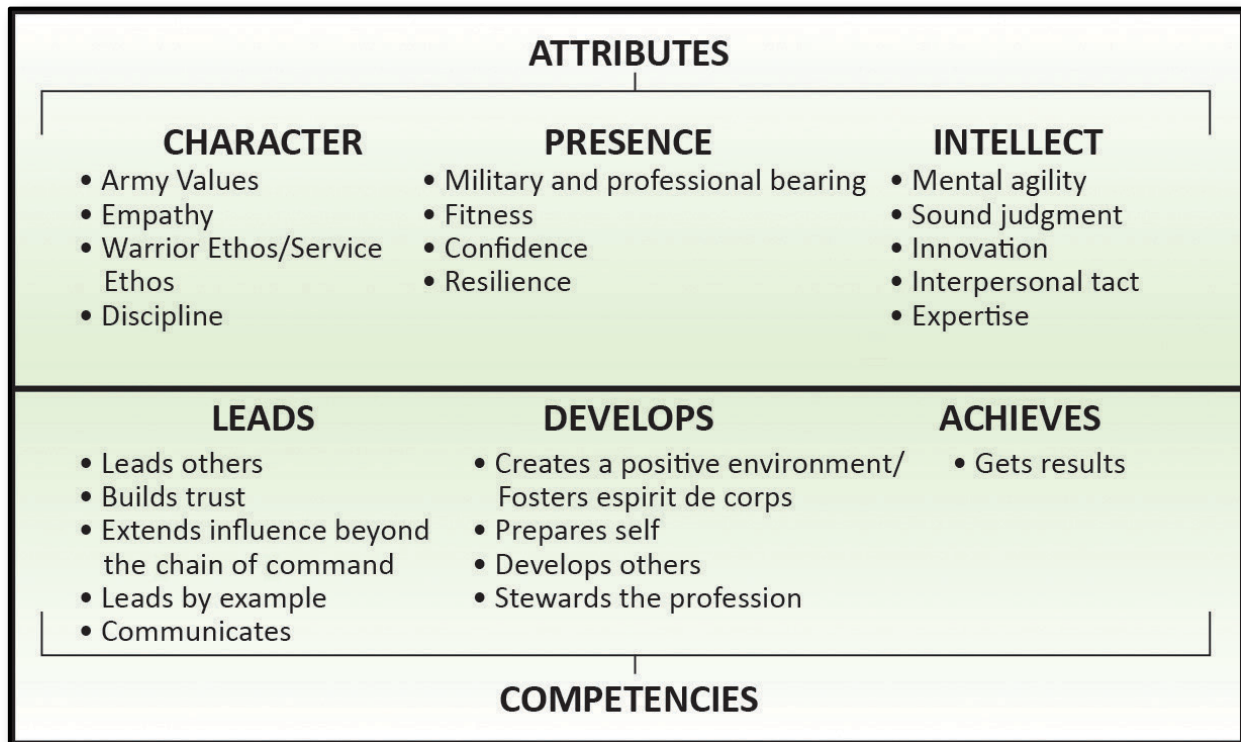 ATTRIBUTES
CHARACTER
• Army Values
• Empathy
• Warrior Ethos/Service
Ethos
• Discipline
PRESENCE
• Military and professional bearing
• Fitness
• Confidence
• Resilience
INTELLECT
• Mental agility
• Sound judgment
• Innovation
• Interpersonal tact
• Expertise
LEADS
• Leads others
• Builds trust
• Extends influence beyond
the chain of command
• Leads by example
• Communicates
DEVELOPS
• Creates a positive environment/
Fosters espirit de corps
• Prepares self
• Develops others
• Stewards the profession
ACHIEVES
• Gets results
COMPETENCIES